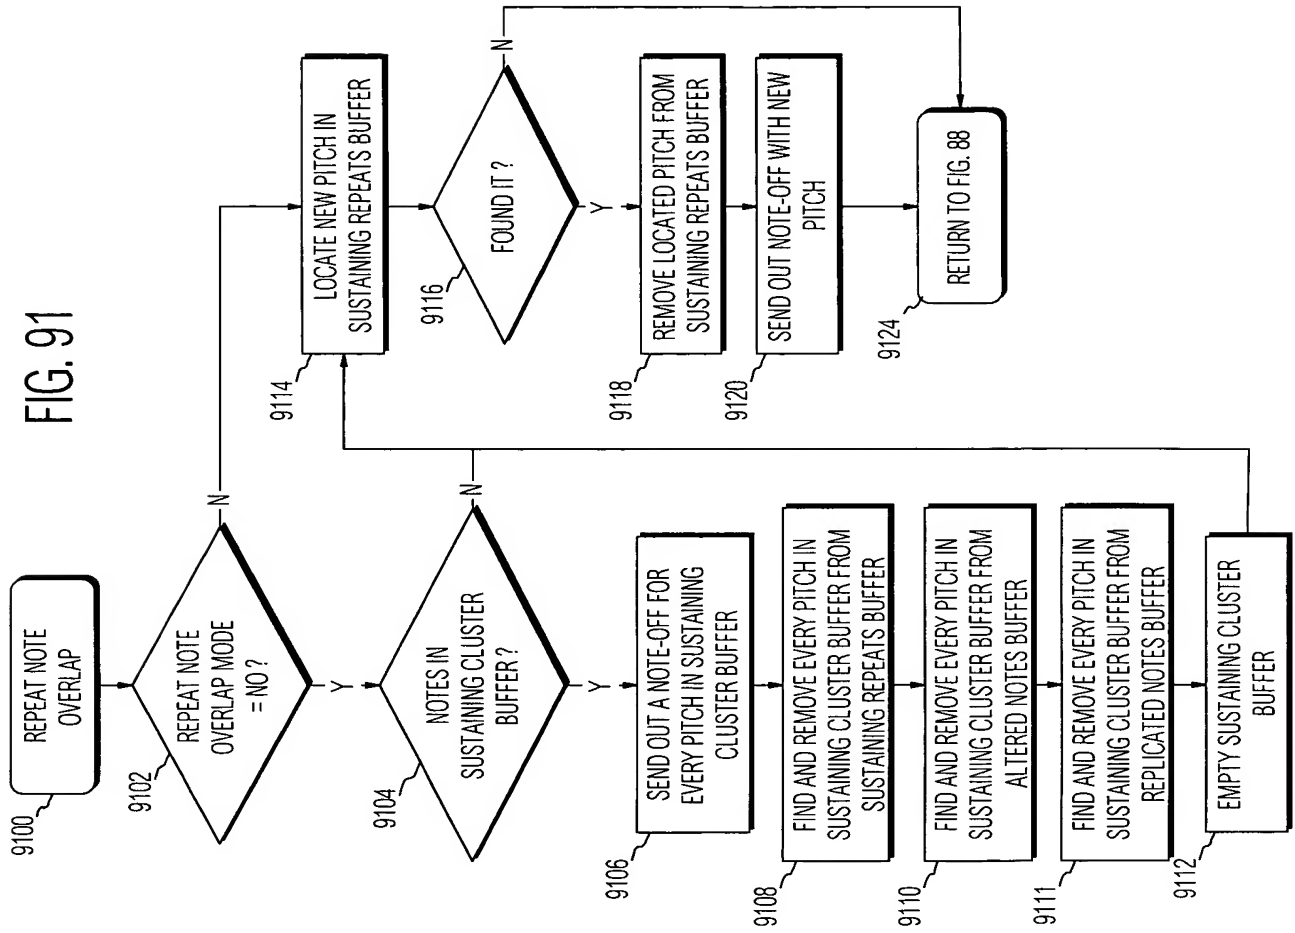 FIG. 91
9100
REPEAT NOTE
OVERLAP
9102
REPEAT NOTE
OVERLAP MODE
= NO ?
N
Y
9104
NOTES IN
SUSTAINING CLUSTER
BUFFER ?
N
Y
9106
SEND OUT A NOTE-OFF FOR
EVERY PITCH IN SUSTAINING
CLUSTER BUFFER
9108
FIND AND REMOVE EVERY PITCH IN
SUSTAINING CLUSTER BUFFER FROM
SUSTAINING REPEATS BUFFER
9110
FIND AND REMOVE EVERY PITCH IN
SUSTAINING CLUSTER BUFFER FROM
ALTERED NOTES BUFFER
9111
FIND AND REMOVE EVERY PITCH IN
SUSTAINING CLUSTER BUFFER FROM
REPLICATED NOTES BUFFER
9112
EMPTY SUSTAINING CLUSTER
BUFFER
9114
LOCATE NEW PITCH IN
SUSTAINING REPEATS BUFFER
9116
FOUND IT ?
N
Y
9118
REMOVE LOCATED PITCH FROM
SUSTAINING REPEATS BUFFER
9120
SEND OUT NOTE-OFF WITH NEW
PITCH
9124
RETURN TO FIG. 88